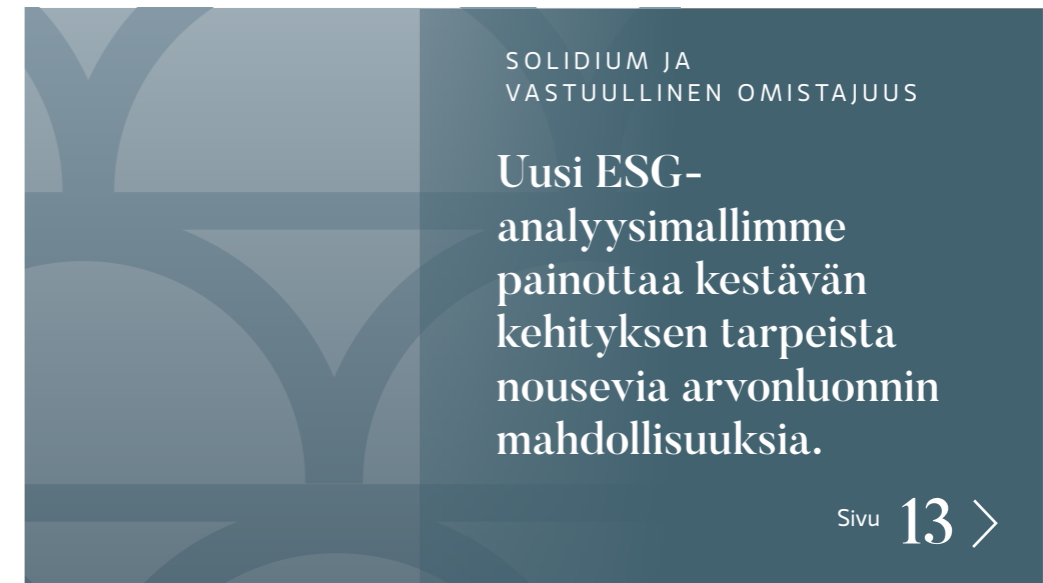 SOLIDIUM JA
VASTUULLINEN OMISTAJUUS
Uusi ESG-
analyysimallimme
painottaa kestävän
kehityksen tarpeista
nousevia arvonluonnin
mahdollisuuksia.
Sivu 13